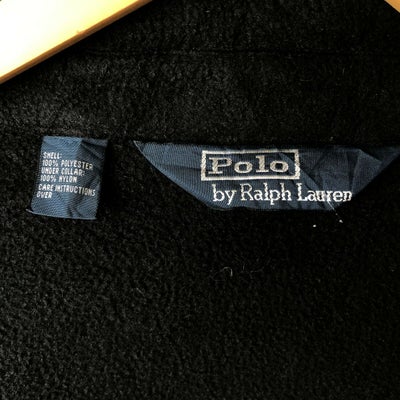 SHELL:
100% POLYESTER
UNDER COLLAR:
100% NYLON
CARE INSTRUCTIONS
OVER
Polo
by Ralph Lauren